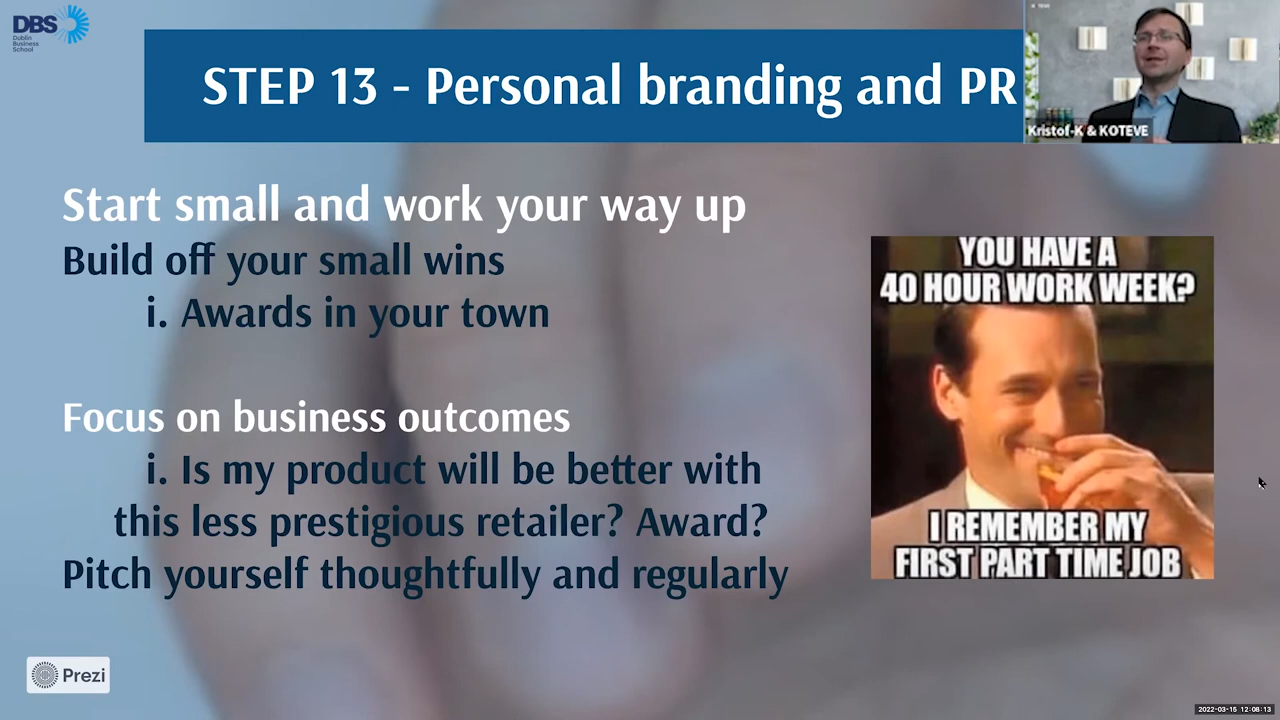 DBS
Dublin
Business
School
STEP 13 - Personal branding and PR
Kristof-K & KOTEVE
Start small and work your way up
Build off your small wins
i. Awards in your town
Focus on business outcomes
i. Is my product will be better with
this less prestigious retailer? Award?
Pitch yourself thoughtfully and regularly
YOU HAVE A
40 HOUR WORK WEEK?
I REMEMBER MY
FIRST PART TIME JOB
Prezi
2022-03-15 12:08:13